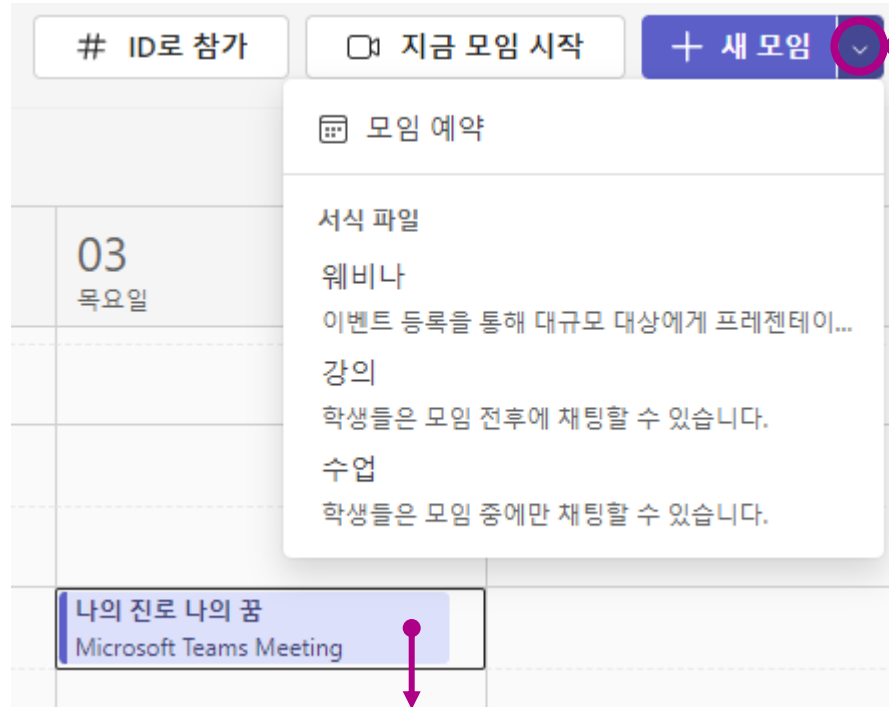 # ID로 참가 지금 모임 시작 + 새 모임
모임 예약
서식 파일
웨비나
이벤트 등록을 통해 대규모 대상에게 프레젠테이...
강의
학생들은 모임 전후에 채팅할 수 있습니다.
수업
학생들은 모임 중에만 채팅할 수 있습니다.
03
목요일
나의 진로 나의 꿈
Microsoft Teams Meeting